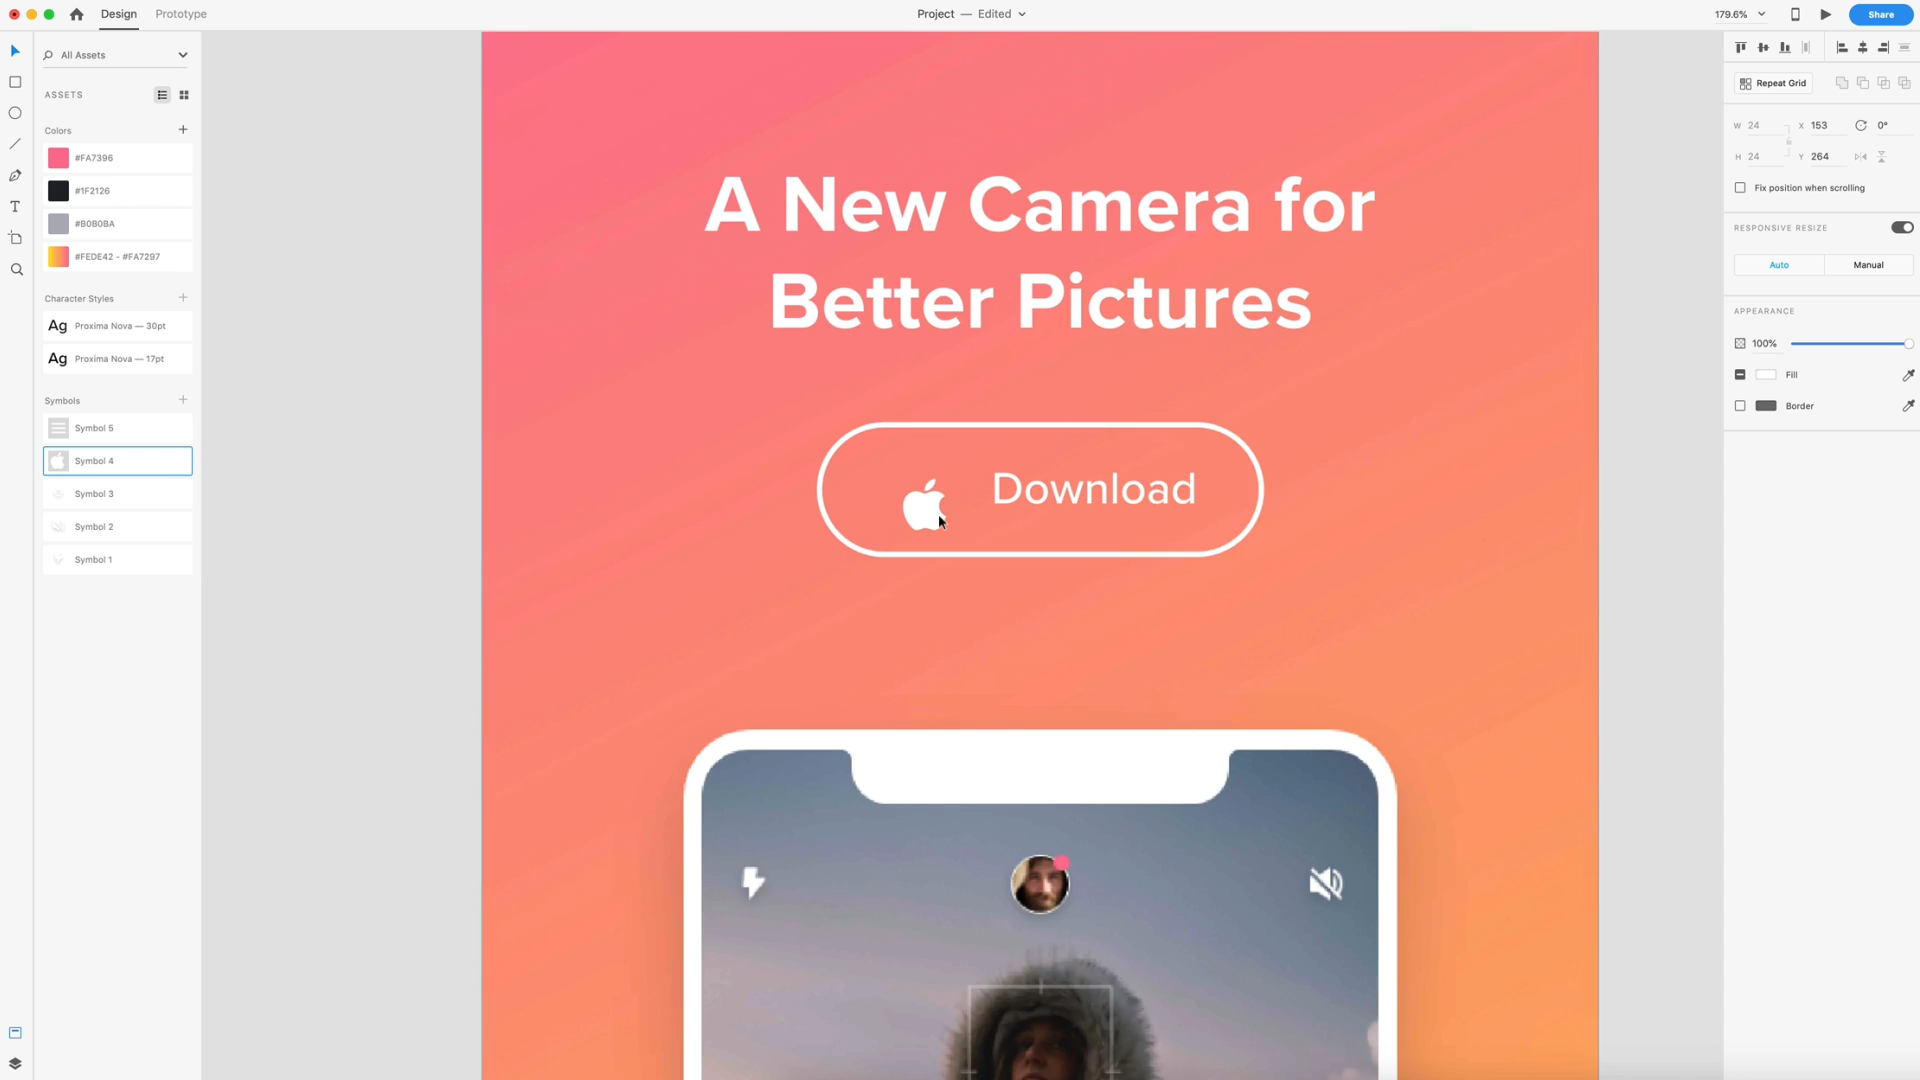 Design
Prototype
Project — Edited
179.6%
Share
All Assets
ASSETS
Colors
#FA7396
#1F2126
#B0B0BA
#FEDE42 - #FA7297
Character Styles
Ag Proxima Nova — 30pt
Ag Proxima Nova — 17pt
Symbols
Symbol 5
Symbol 4
Symbol 3
Symbol 2
Symbol 1
A New Camera for
Better Pictures
Download
Repeat Grid
W 24 X 153 0°
H 24 Y 264
Fix position when scrolling
RESPONSIVE RESIZE
Auto Manual
APPEARANCE
100%
Fill
Border